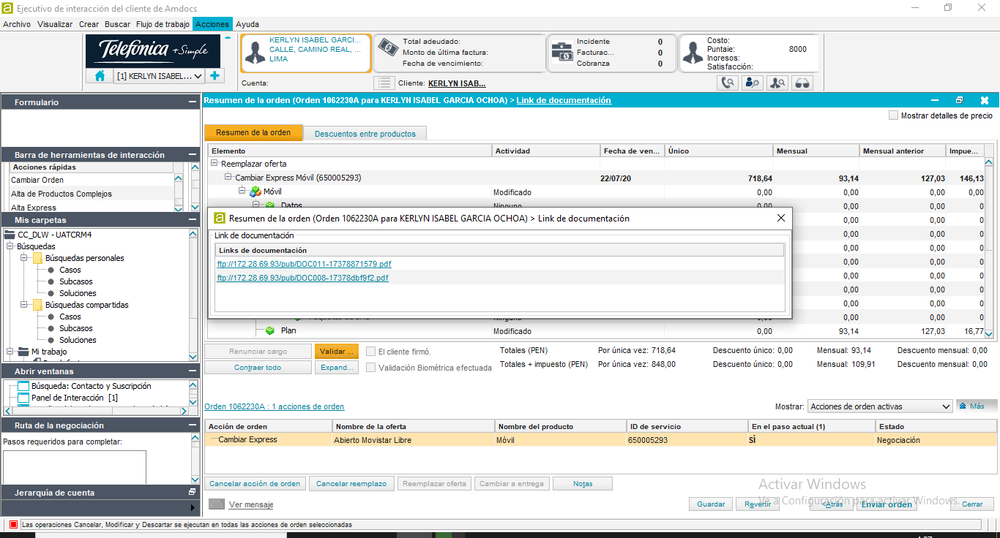 Ejecutivo de interacción del cliente de Amdocs
Archivo Visualizar Crear Buscar Flujo de trabajo Acciones Ayuda
Telefónica +Simple
[1] KERLYN ISABEL...
KERLYN ISABEL GARCI...
CALLE, CAMINO REAL, ...
LIMA
Total adeudado:
Monto de última factura:
Fecha de vencimiento:
Incidente 0
Facturac... 0
Cobranza 0
Costo:
Puntaie: 8000
Ingresos:
Satisfacción:
Cuenta:
Cliente: KERLYN ISAB...
Formulario
Barra de herramientas de interacción
Acciones rápidas
Cambiar Orden
Alta de Productos Complejos
Alta Express
Mis carpetas
CC_DLW - UATCRM4
Búsquedas
Búsquedas personales
Casos
Subcasos
Soluciones
Búsquedas compartidas
Casos
Subcasos
Soluciones
Mi trabajo
Abrir ventanas
Búsqueda: Contacto y Suscripción
Panel de Interacción [1]
Ruta de la negociación
Pasos requeridos para completar:
Jerarquía de cuenta
Resumen de la orden (Orden 1062230A para KERLYN ISABEL GARCIA OCHOA) > Link de documentación
Mostrar detalles de precio
Resumen de la orden
Descuentos entre productos
Elemento Actividad Fecha de ven... Único Mensual Mensual anterior Impue...
Reemplazar oferta
Cambiar Express Móvil (650005293) 22/07/20 718,64 93,14 127,03 146,13
Móvil Modificado 0,00 0,00 0,00 0,00
Datos Ninguno 0,00 0,00 0,00 0
Resumen de la orden (Orden 1062230A para KERLYN ISABEL GARCIA OCHOA) > Link de documentación
Link de documentación
Links de documentación
ftp://172.28.69.93/pub/DOC011-17378871579.pdf
ftp://172.28.69.93/pub/DOC008-17378dbf9f2.pdf
0,00 0,00 0
0,00 0,00 0
0,00 0,00 0
0,00 0,00 0
0,00 0,00 0
0,00 0,00 0
0,00 0,00 0
Ninguno 0,00 0,00 0,00 0
Plan Modificado 0,00 93,14 127,03 16,77
Renunciar cargo
Validar ...
El cliente firmó.
Contraer todo
Expand...
Validación Biométrica efectuada
Totales (PEN) Por única vez: 718,64 Descuento único: 0,00 Mensual: 93,14 Descuento mensual: 0,00
Totales + impuesto (PEN) Por única vez: 848,00 Descuento único: 0,00 Mensual: 109,91 Descuento mensual: 0,00
Orden 1062230A : 1 acciones de orden
Mostrar: Acciones de orden activas
Más
Acción de orden Nombre de la oferta Nombre del producto ID de servicio En el paso actual (1) Estado
Cambiar Express Abierto Movistar Libre Móvil 650005293 SÍ Negociación
Cancelar acción de orden
Cancelar reemplazo
Reemplazar oferta
Cambiar a entrega
Notas
Activar Windows
Ve a Configuración para activar Windows.
Ver mensaje
Guardar
Revertir
<Atrás
Enviar orden
Cerrar
Las operaciones Cancelar, Modificar y Descartar se ejecutan en todas las acciones de orden seleccionadas